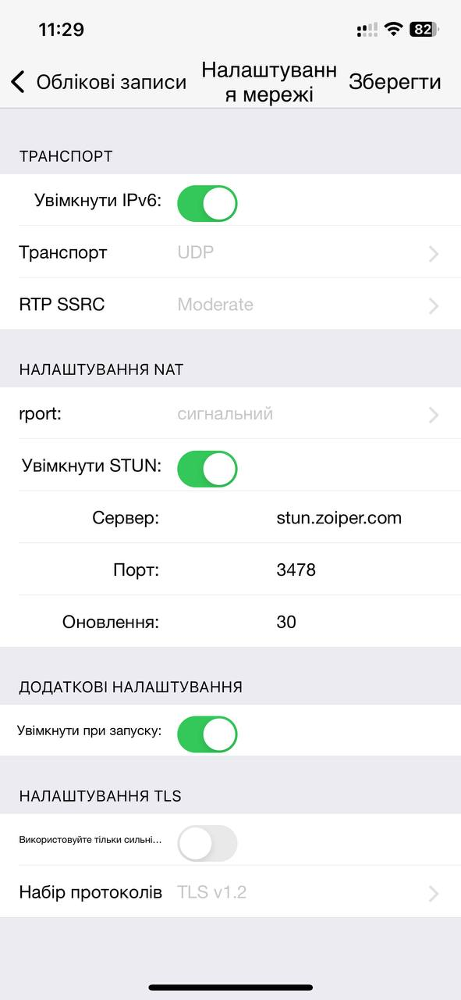 11:29
82
Облікові записи
Налаштуванн
я мережі
Зберегти
ТРАНСПОРТ
Увімкнути IPv6:
Транспорт UDP
RTP SSRC Moderate
НАЛАШТУВАННЯ NAT
rport: сигнальний
Увімкнути STUN:
Сервер: stun.zoiper.com
Порт: 3478
Оновлення: 30
ДОДАТКОВІ НАЛАШТУВАННЯ
Увімкнути при запуску:
НАЛАШТУВАННЯ TLS
Використовуйте тільки сильні...
Набір протоколів TLS v1.2